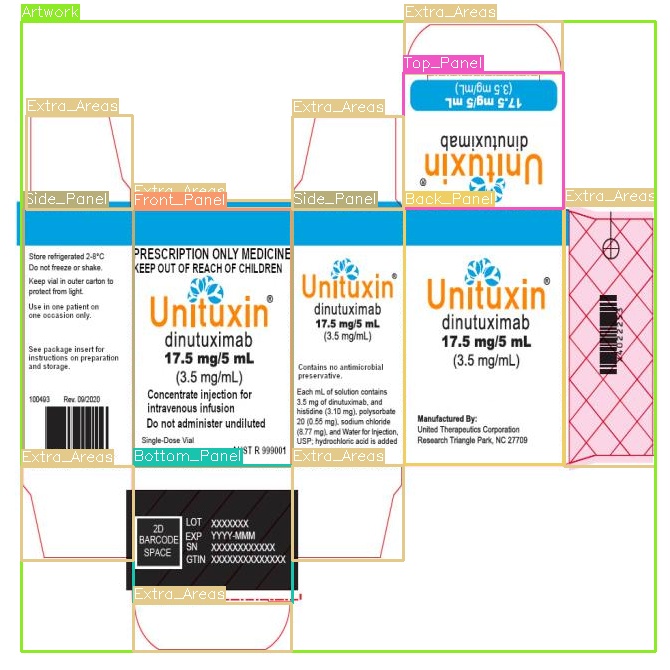 Artwork
Extra_Areas
Top_Panel
17.5 mg/5 mL
(3.5 mg/mL)
dinutuximab
Unituxin®
Extra_Areas
Extra_Areas
Extra_Areas
Side_Panel
Front_Panel
Side_Panel
Back_Panel
Extra_Areas
Store refrigerated 2-8°C
Do not freeze or shake.
Keep vial in outer carton to
protect from light.
Use in one patient on
one occasion only.
See package insert for
instructions on preparation
and storage.
100493 Rev. 09/2020
PRESCRIPTION ONLY MEDICINE
KEEP OUT OF REACH OF CHILDREN
Unituxin®
dinutuximab
17.5 mg/5 mL
(3.5 mg/mL)
Concentrate injection for
intravenous infusion
Do not administer undiluted
Single-Dose Vial
AUST R 999001
Unituxin®
dinutuximab
17.5 mg/5 mL
(3.5 mg/mL)
Contains no antimicrobial
preservative.
Each mL of solution contains
3.5 mg of dinutuximab, and
histidine (3.10 mg), polysorbate
20 (0.55 mg), sodium chloride
(8.77 mg), and Water for Injection,
USP; hydrochloric acid is added
Unituxin®
dinutuximab
17.5 mg/5 mL
(3.5 mg/mL)
Manufactured By:
United Therapeutics Corporation
Research Triangle Park, NC 27709
Extra_Areas
Bottom_Panel
Extra_Areas
2D
BARCODE
SPACE
LOT XXXXXXX
EXP YYYY-MMM
SN XXXXXXXXXXXXX
GTIN XXXXXXXXXXXXXXX
Extra_Areas